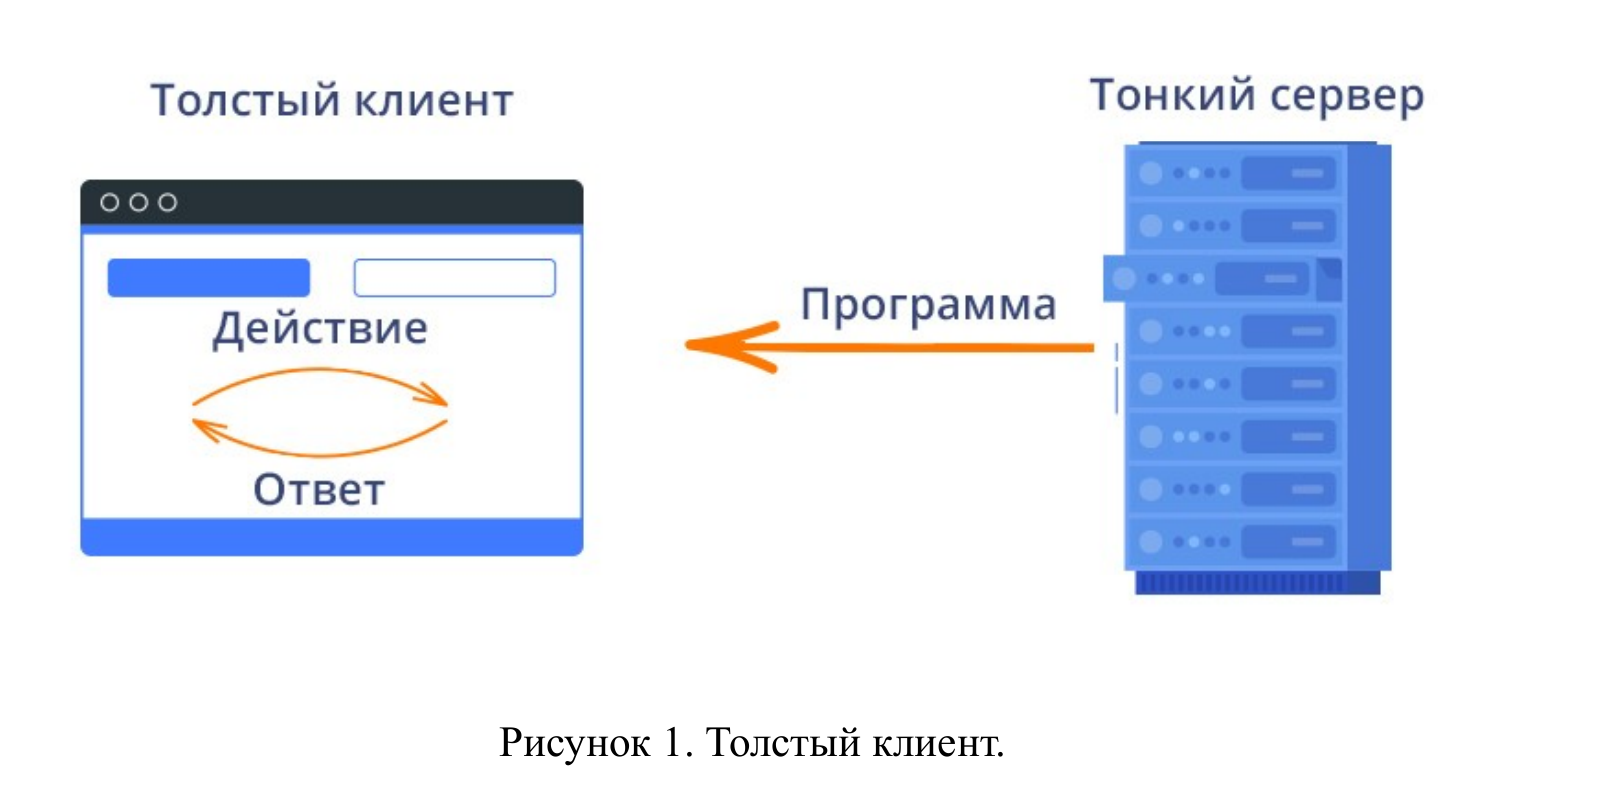 Толстый клиент
Тонкий сервер
Программа
Действие
Ответ
Рисунок 1. Толстый клиент.